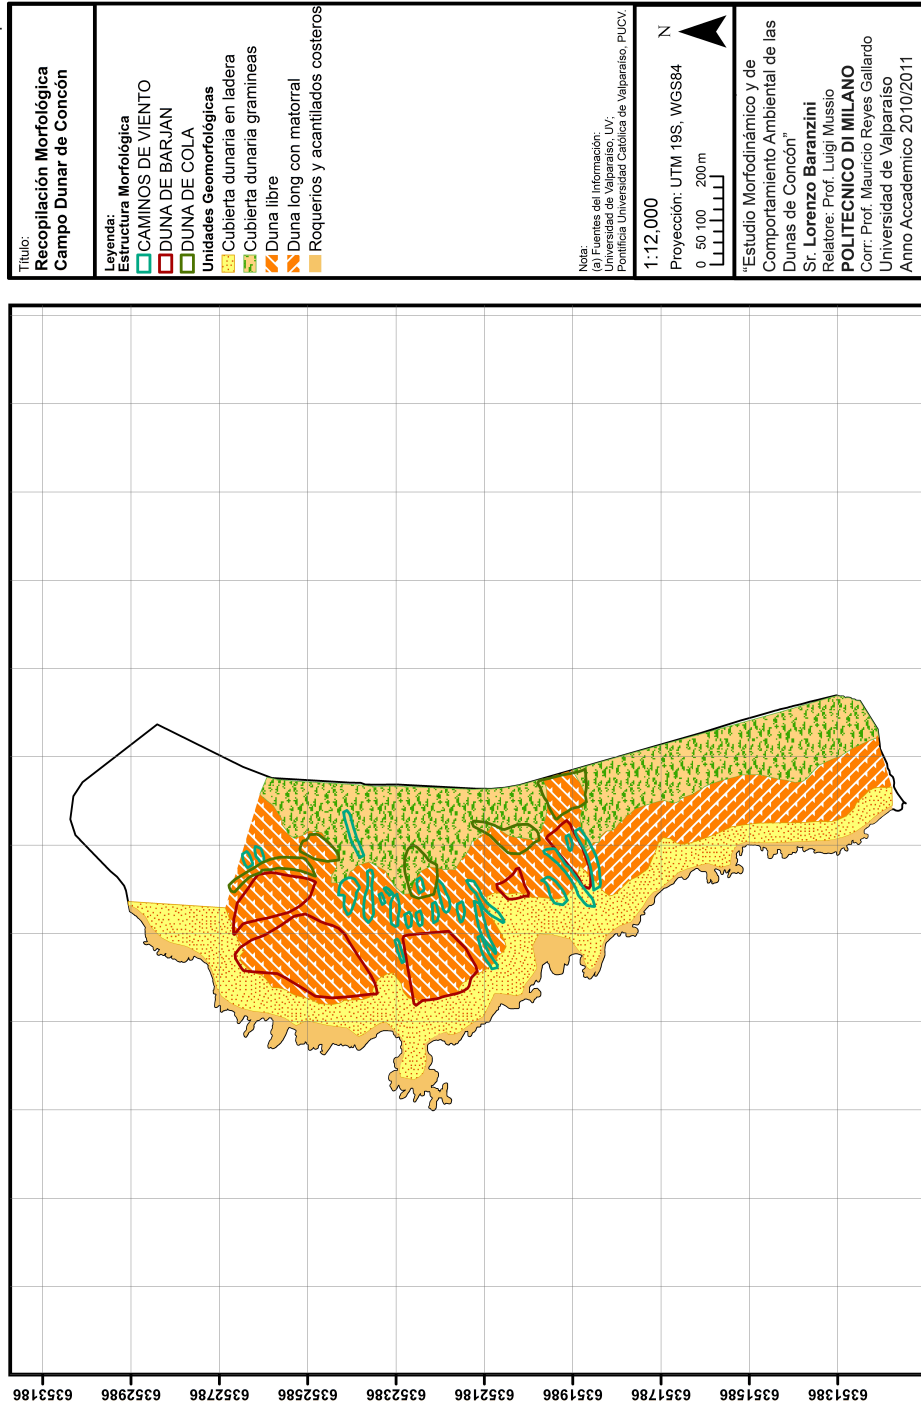 Título:
Recopilación Morfológica
Campo Dunar de Concón
Leyenda:
Estructura Morfológica
CAMINOS DE VIENTO
DUNA DE BARJAN
DUNA DE COLA
Unidades Geomorfológicas
Cubierta dunaria en ladera
Cubierta dunaria gramineas
Duna libre
Duna long con matorral
Roquerios y acantilados costeros
Nota:
(a) Fuentes del Información:
Universidad de Valparaíso, UV;
Pontificia Universidad Católica de Valparaíso, PUCV.
1:12,000
N
Proyección: UTM 19S, WGS84
0 50 100 200 m
"Estudio Morfodinámico y de
Comportamiento Ambiental de las
Dunas de Concón"
Sr. Lorenzo Baranzini
Relatore: Prof. Luigi Mussio
POLITECNICO DI MILANO
Corr: Prof. Mauricio Reyes Gallardo
Universidad de Valparaíso
Anno Accademico 2010/2011
6353186
6352986
6352786
6352586
6352386
6352186
6351986
6351786
6351586
6351386